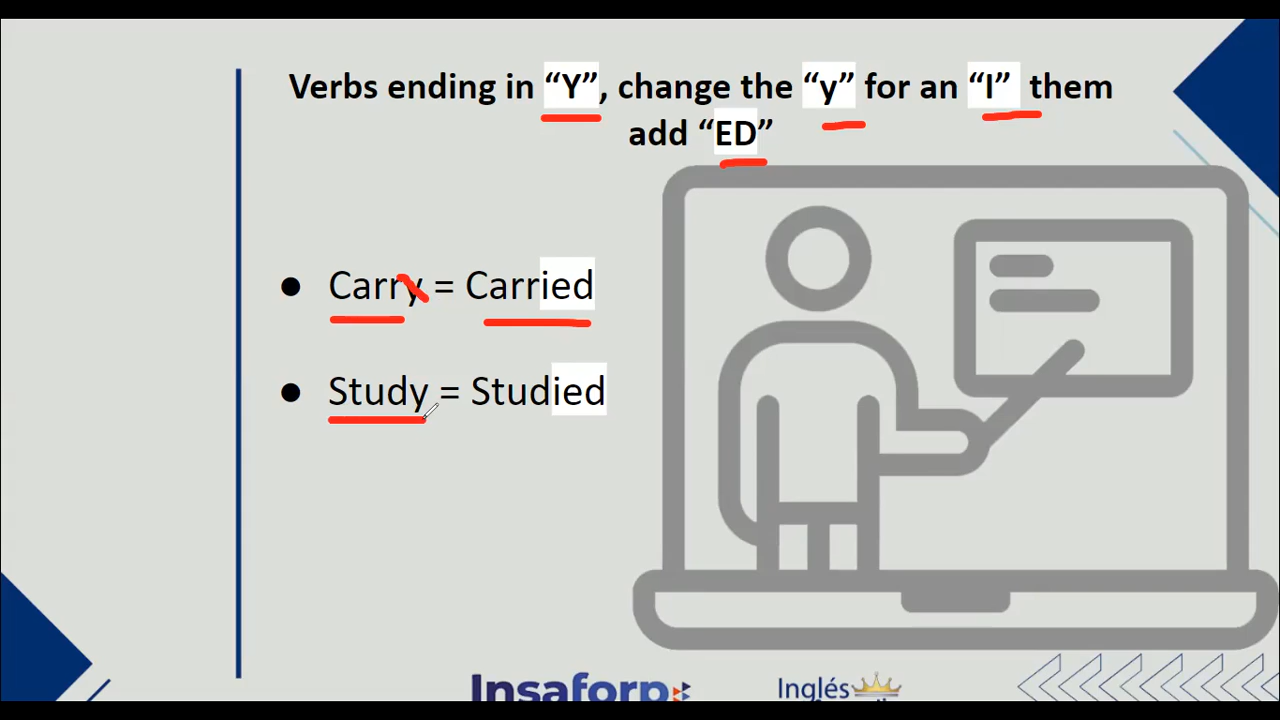 Verbs ending in “Y”, change the “y” for an “I” them
add “ED”
● Carry = Carried
● Study = Studied
Insaforp
Inglés